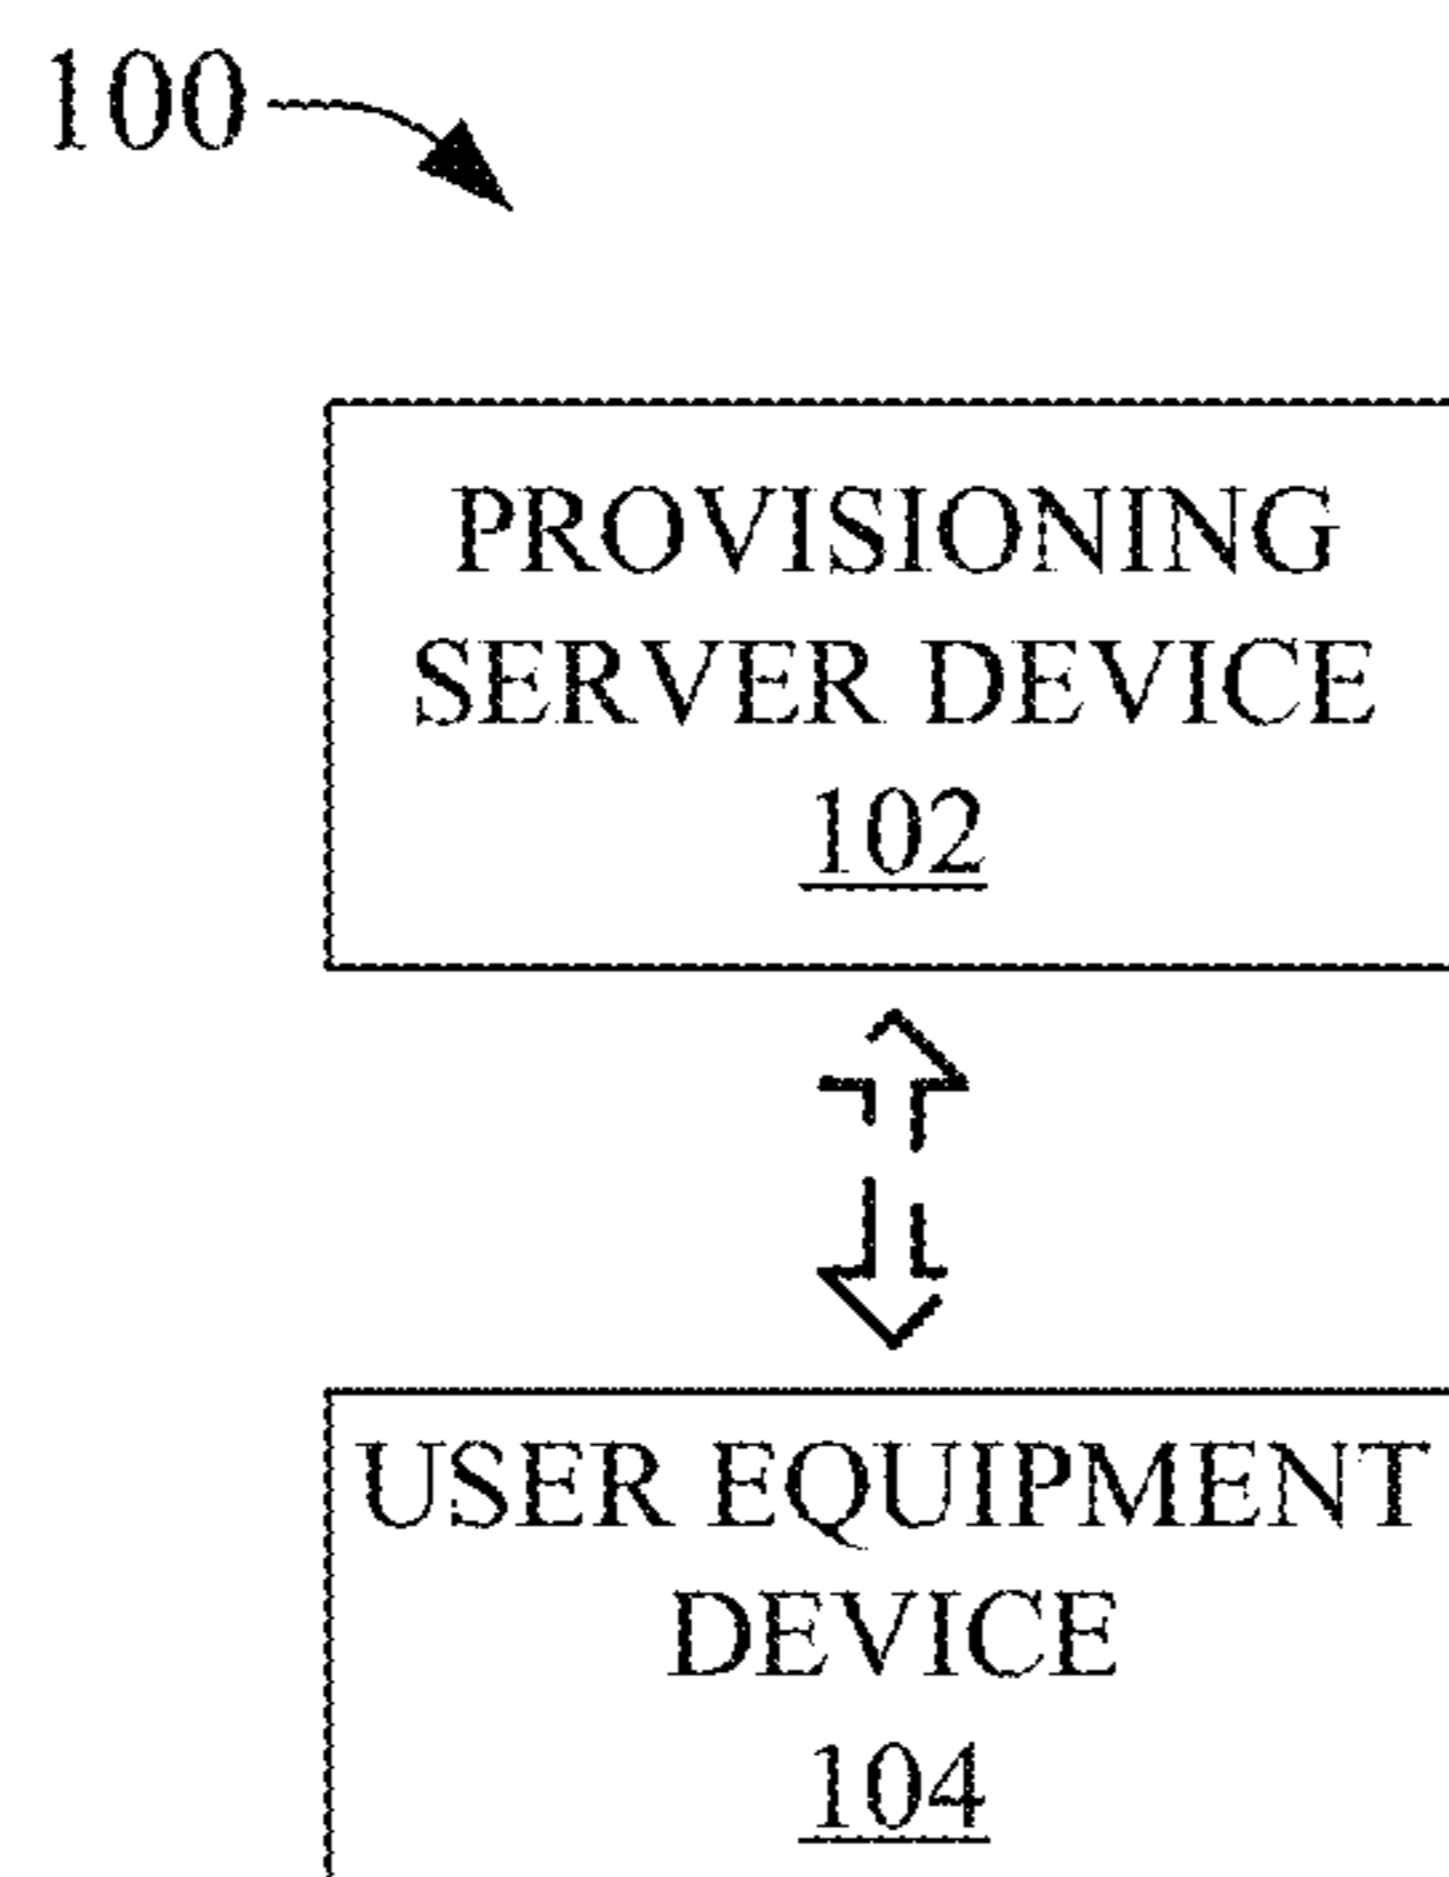 100
PROVISIONING
SERVER DEVICE
102
USER EQUIPMENT
DEVICE
104